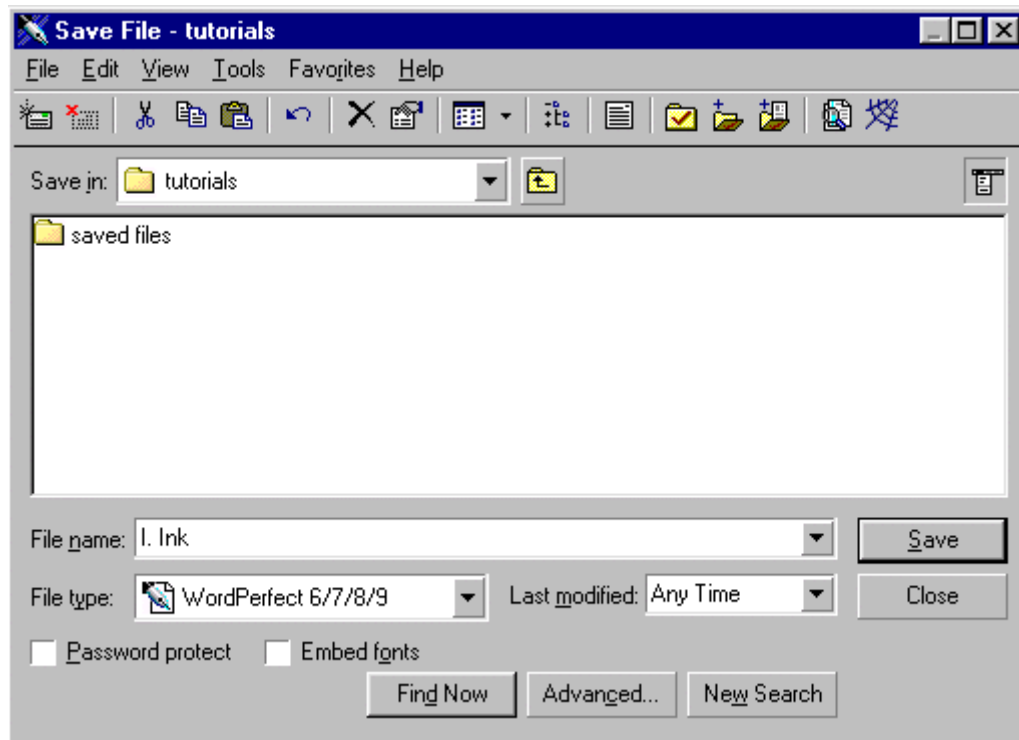 Save File - tutorials
File Edit View Tools Favorites Help
Save in: tutorials
saved files
File name: I. Ink Save
File type: WordPerfect 6/7/8/9 Last modified: Any Time Close
Password protect Embed fonts
Find Now Advanced... New Search